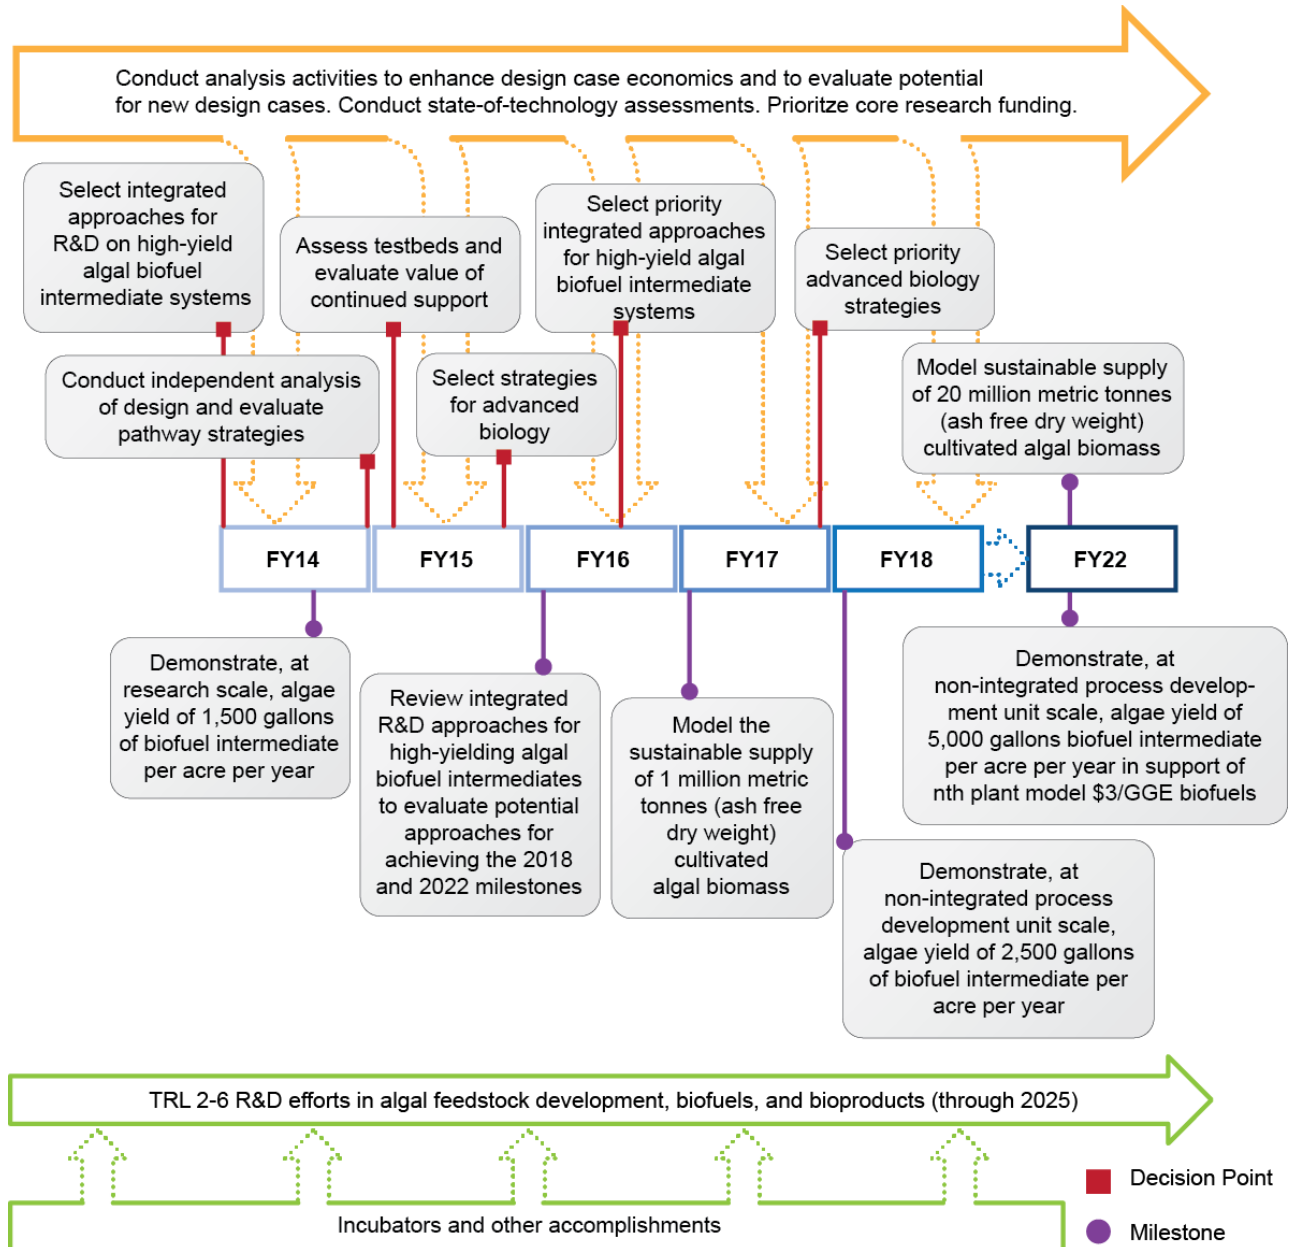 Conduct analysis activities to enhance design case economics and to evaluate potential
for new design cases. Conduct state-of-technology assessments. Prioritze core research funding.
Select integrated
approaches for
R&D on high-yield
algal biofuel
intermediate systems
Assess testbeds and
evaluate value of
continued support
Select priority
integrated approaches
for high-yield algal
biofuel intermediate
systems
Select priority
advanced biology
strategies
Conduct independent analysis
of design and evaluate
pathway strategies
Select strategies
for advanced
biology
Model sustainable supply
of 20 million metric tonnes
(ash free dry weight)
cultivated algal biomass
FY14
FY15
FY16
FY17
FY18
FY22
Demonstrate, at
research scale, algae
yield of 1,500 gallons
of biofuel intermediate
per acre per year
Review integrated
R&D approaches for
high-yielding algal
biofuel intermediates
to evaluate potential
approaches for
achieving the 2018
and 2022 milestones
Model the
sustainable supply
of 1 million metric
tonnes (ash free
dry weight)
cultivated
algal biomass
Demonstrate, at
non-integrated process
development unit scale,
algae yield of 2,500 gallons
of biofuel intermediate per
acre per year
Demonstrate, at
non-integrated process develop-
ment unit scale, algae yield of
5,000 gallons biofuel intermediate
per acre per year in support of
nth plant model $3/GGE biofuels
TRL 2-6 R&D efforts in algal feedstock development, biofuels, and bioproducts (through 2025)
Incubators and other accomplishments
Decision Point
Milestone